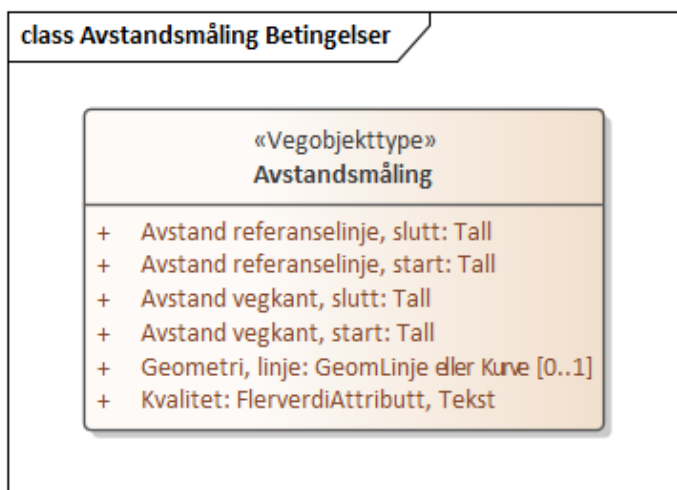 class Avstandsmåling Betingelser
«Vegobjekttype»
Avstandsmåling
+ Avstand referanselinje, slutt: Tall
+ Avstand referanselinje, start: Tall
+ Avstand vegkant, slutt: Tall
+ Avstand vegkant, start: Tall
+ Geometri, linje: GeomLinje eller Kurve [0..1]
+ Kvalitet: FlerverdiAttributt, Tekst